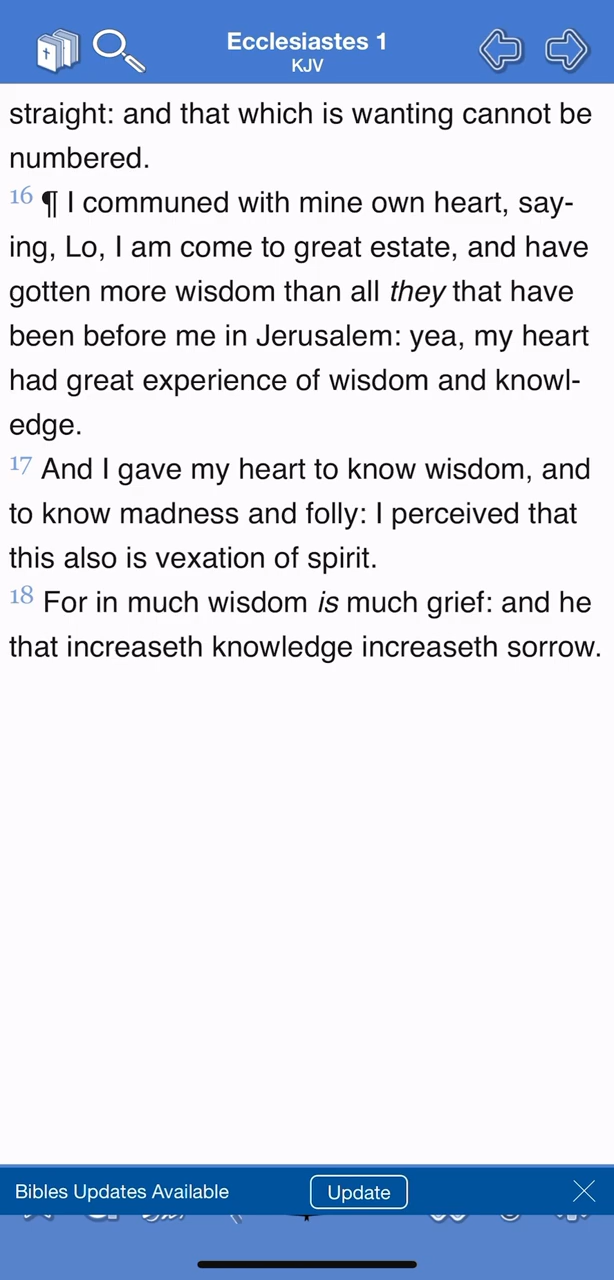 Ecclesiastes 1
KJV
straight: and that which is wanting cannot be
numbered.
16 ¶ I communed with mine own heart, say-
ing, Lo, I am come to great estate, and have
gotten more wisdom than all they that have
been before me in Jerusalem: yea, my heart
had great experience of wisdom and knowl-
edge.
17 And I gave my heart to know wisdom, and
to know madness and folly: I perceived that
this also is vexation of spirit.
18 For in much wisdom is much grief: and he
that increaseth knowledge increaseth sorrow.
Bibles Updates Available Update